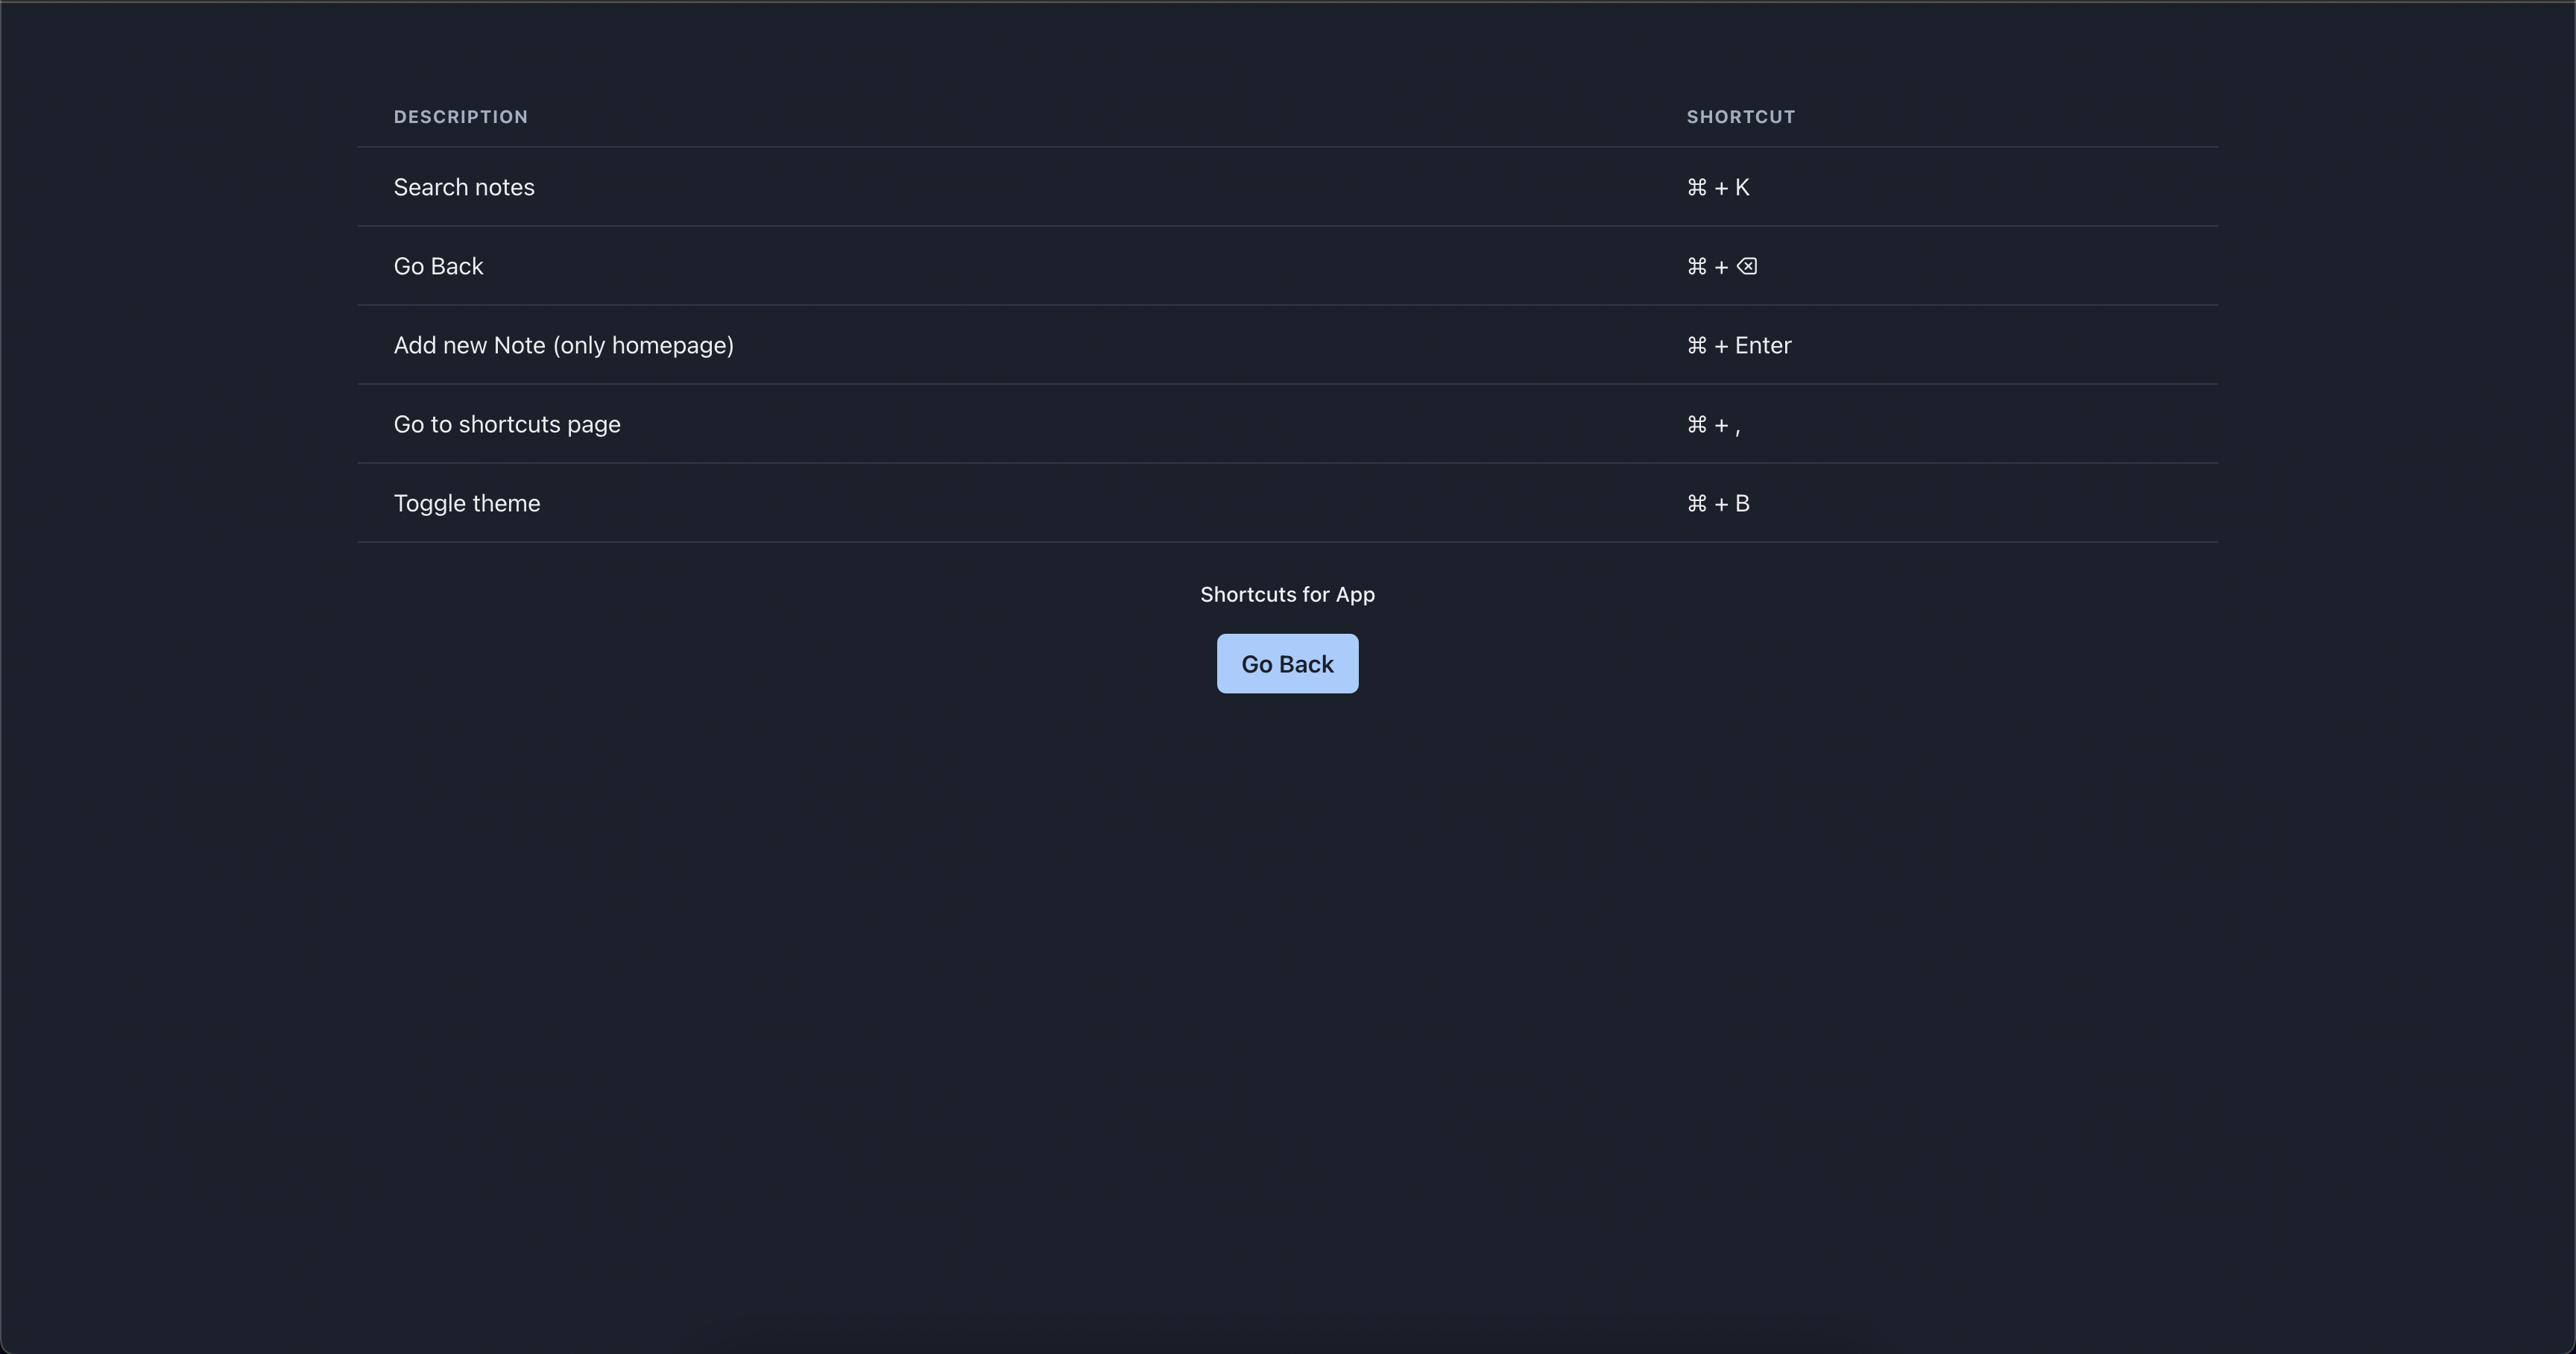 DESCRIPTION SHORTCUT
Search notes ⌘ + K
Go Back ⌘ + ⌫
Add new Note (only homepage) ⌘ + Enter
Go to shortcuts page ⌘ + ,
Toggle theme ⌘ + B
Shortcuts for App
Go Back